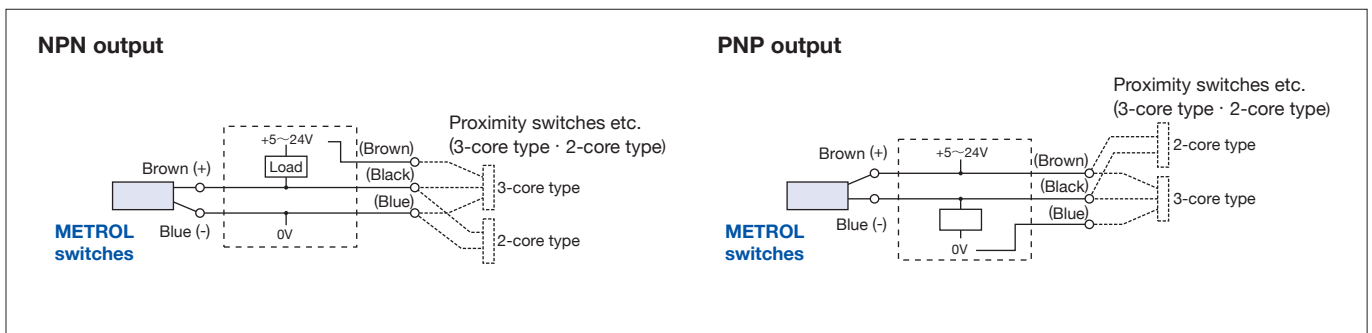 NPN output
+5～24V
Load
Brown (+)
Blue (-)
METROL
switches
0V
(Brown)
(Black)
(Blue)
Proximity switches etc.
(3-core type · 2-core type)
3-core type
2-core type
PNP output
Proximity switches etc.
(3-core type · 2-core type)
Brown (+)
Blue (-)
METROL
switches
+5～24V
0V
(Brown)
(Black)
(Blue)
2-core type
3-core type